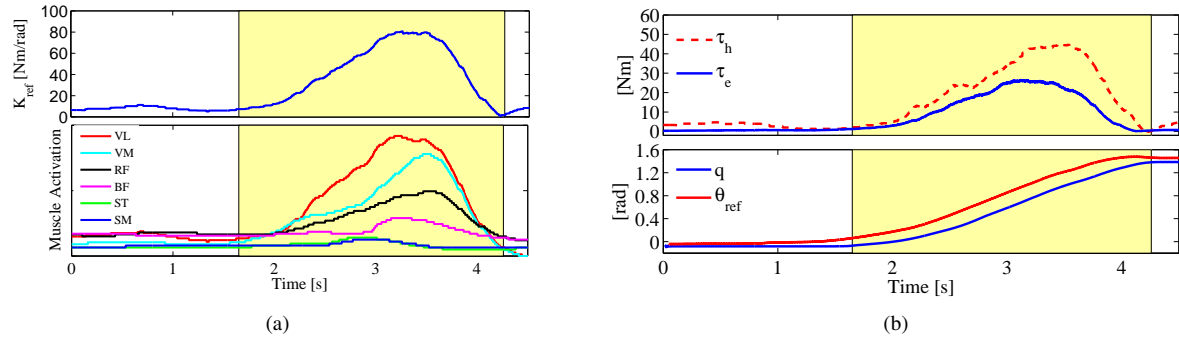 K_ref [Nm/rad]
100
80
60
40
20
0
Muscle Activation
VL
VM
RF
BF
ST
SM
0 1 2 3 4
Time [s]
(a)
[Nm]
60
50
40
30
20
10
0
τ_h
τ_e
[rad]
1.6
1.2
0.8
0.4
0
q
θ_ref
0 1 2 3 4
Time [s]
(b)